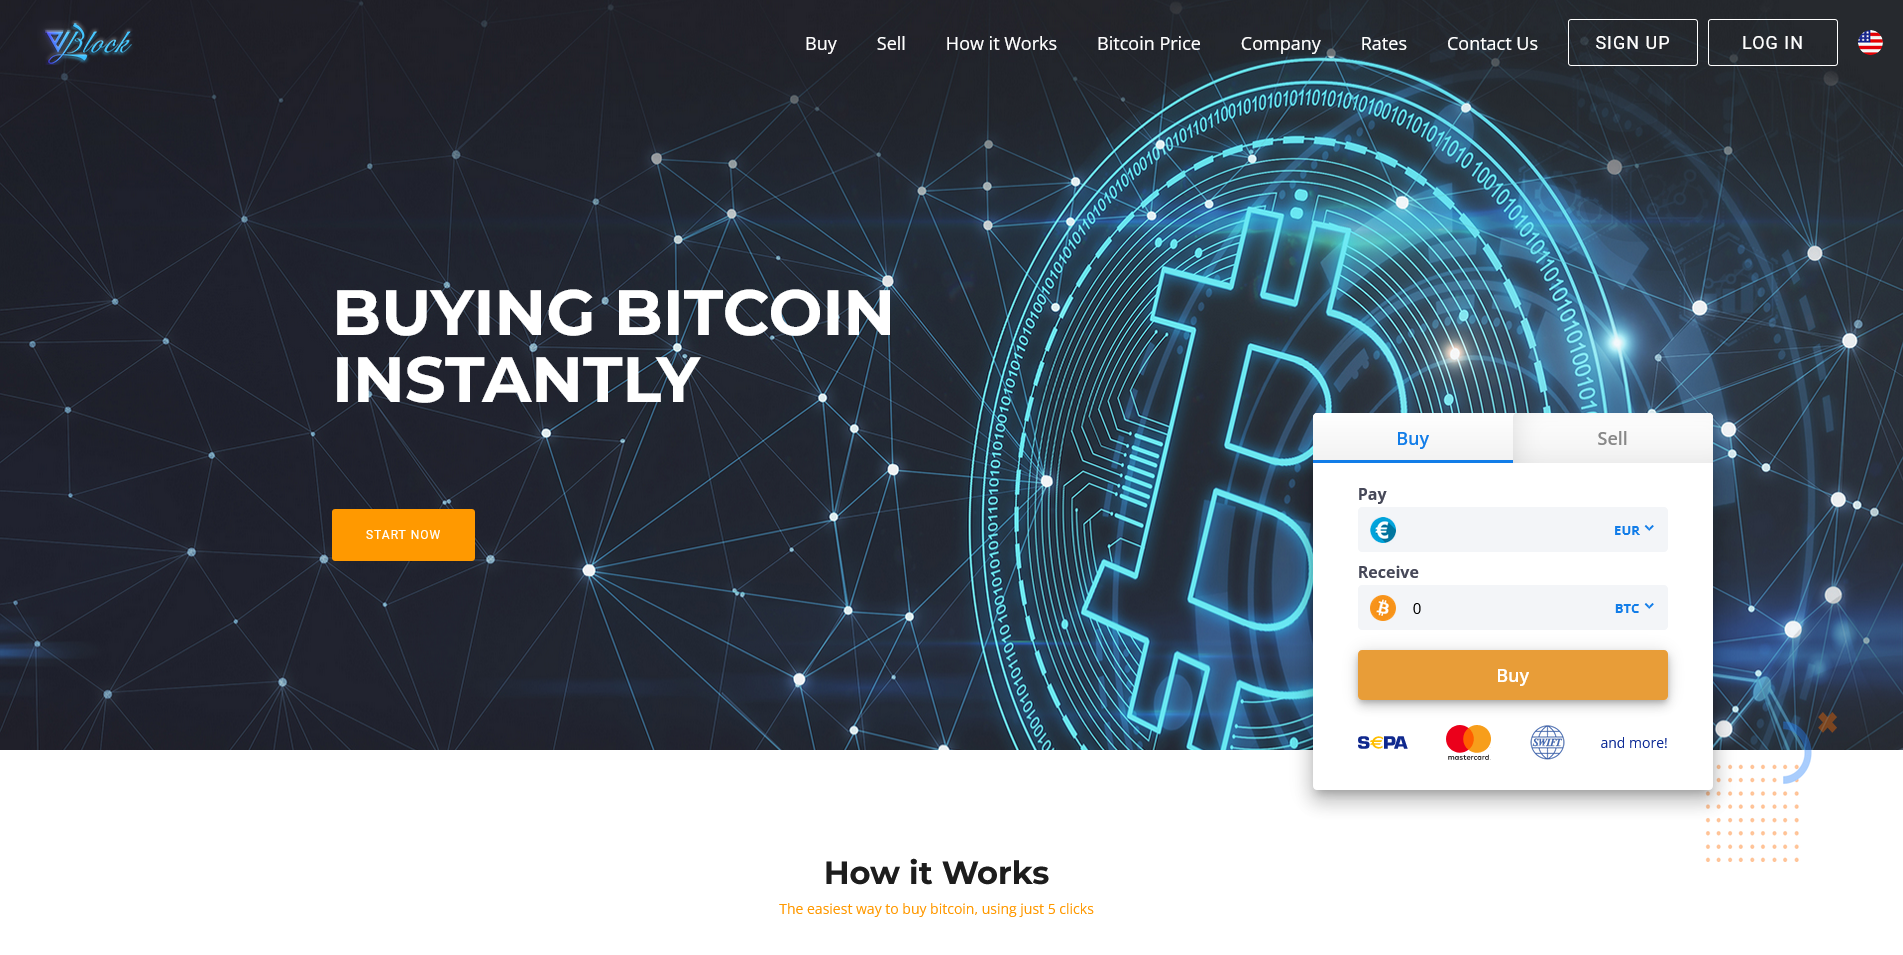 VBlock
Buy Sell How it Works Bitcoin Price Company Rates Contact Us SIGN UP LOG IN
BUYING BITCOIN
INSTANTLY
START NOW
Buy Sell
Pay
EUR
Receive
0 BTC
Buy
SEPA mastercard SWIFT and more!
How it Works
The easiest way to buy bitcoin, using just 5 clicks